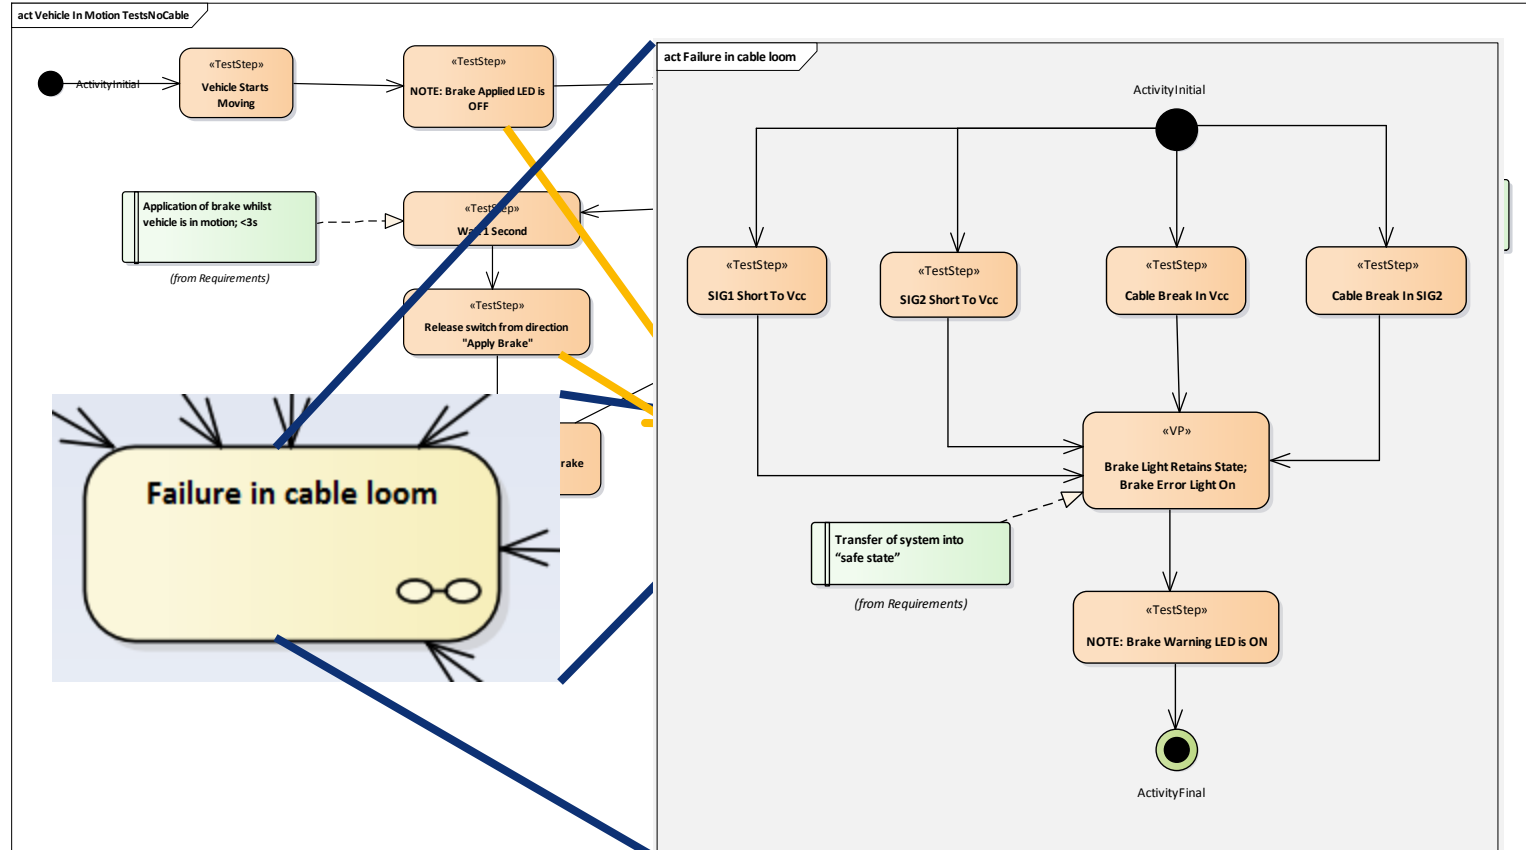 act Vehicle In Motion TestsNoCable
ActivityInitial
«TestStep»
Vehicle Starts
Moving
«TestStep»
NOTE: Brake Applied LED is
OFF
Application of brake whilst
vehicle is in motion; <3s
(from Requirements)
«TestStep»
Wait 1 Second
«TestStep»
Release switch from direction
"Apply Brake"
rake
Failure in cable loom
act Failure in cable loom
ActivityInitial
«TestStep»
SIG1 Short To Vcc
«TestStep»
SIG2 Short To Vcc
«TestStep»
Cable Break In Vcc
«TestStep»
Cable Break In SIG2
«VP»
Brake Light Retains State;
Brake Error Light On
Transfer of system into
“safe state”
(from Requirements)
«TestStep»
NOTE: Brake Warning LED is ON
ActivityFinal